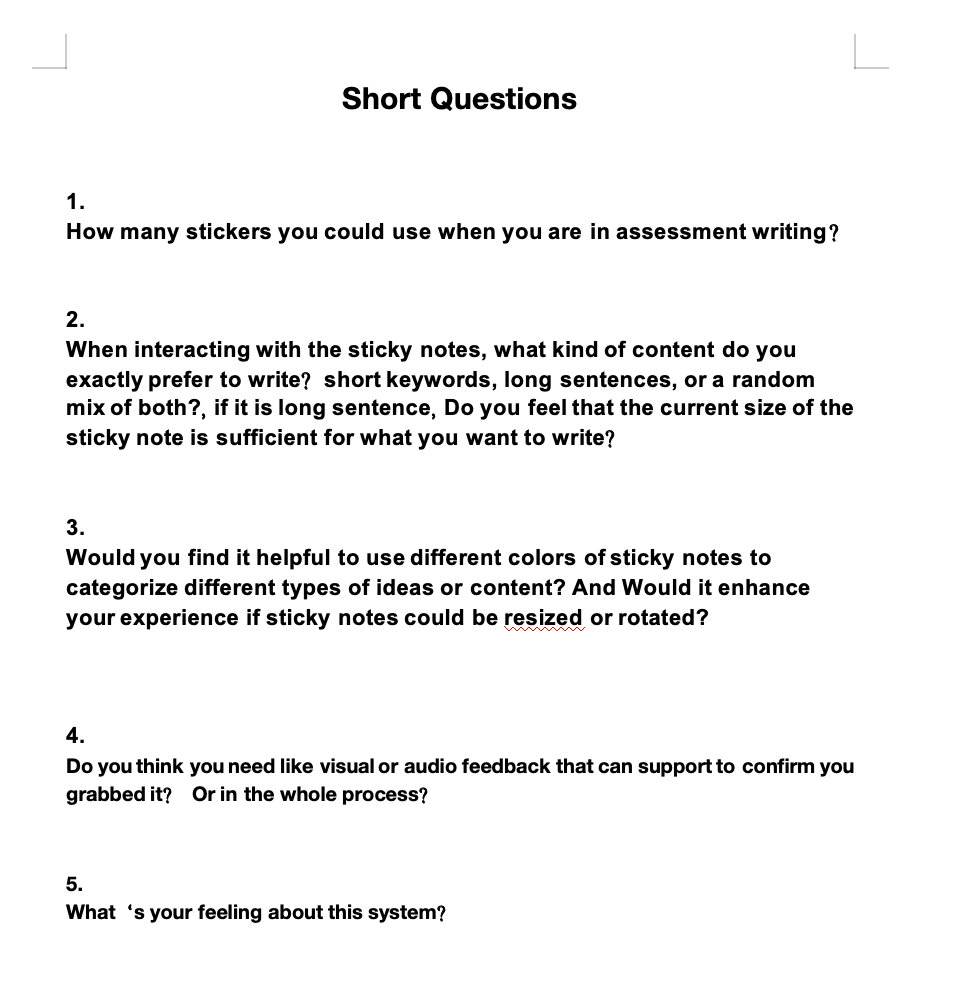 Short Questions
1.
How many stickers you could use when you are in assessment writing?
2.
When interacting with the sticky notes, what kind of content do you
exactly prefer to write?  short keywords, long sentences, or a random
mix of both?, if it is long sentence, Do you feel that the current size of the
sticky note is sufficient for what you want to write?
3.
Would you find it helpful to use different colors of sticky notes to
categorize different types of ideas or content? And Would it enhance
your experience if sticky notes could be resized or rotated?
4.
Do you think you need like visual or audio feedback that can support to confirm you
grabbed it?   Or in the whole process?
5.
What ‘s your feeling about this system?